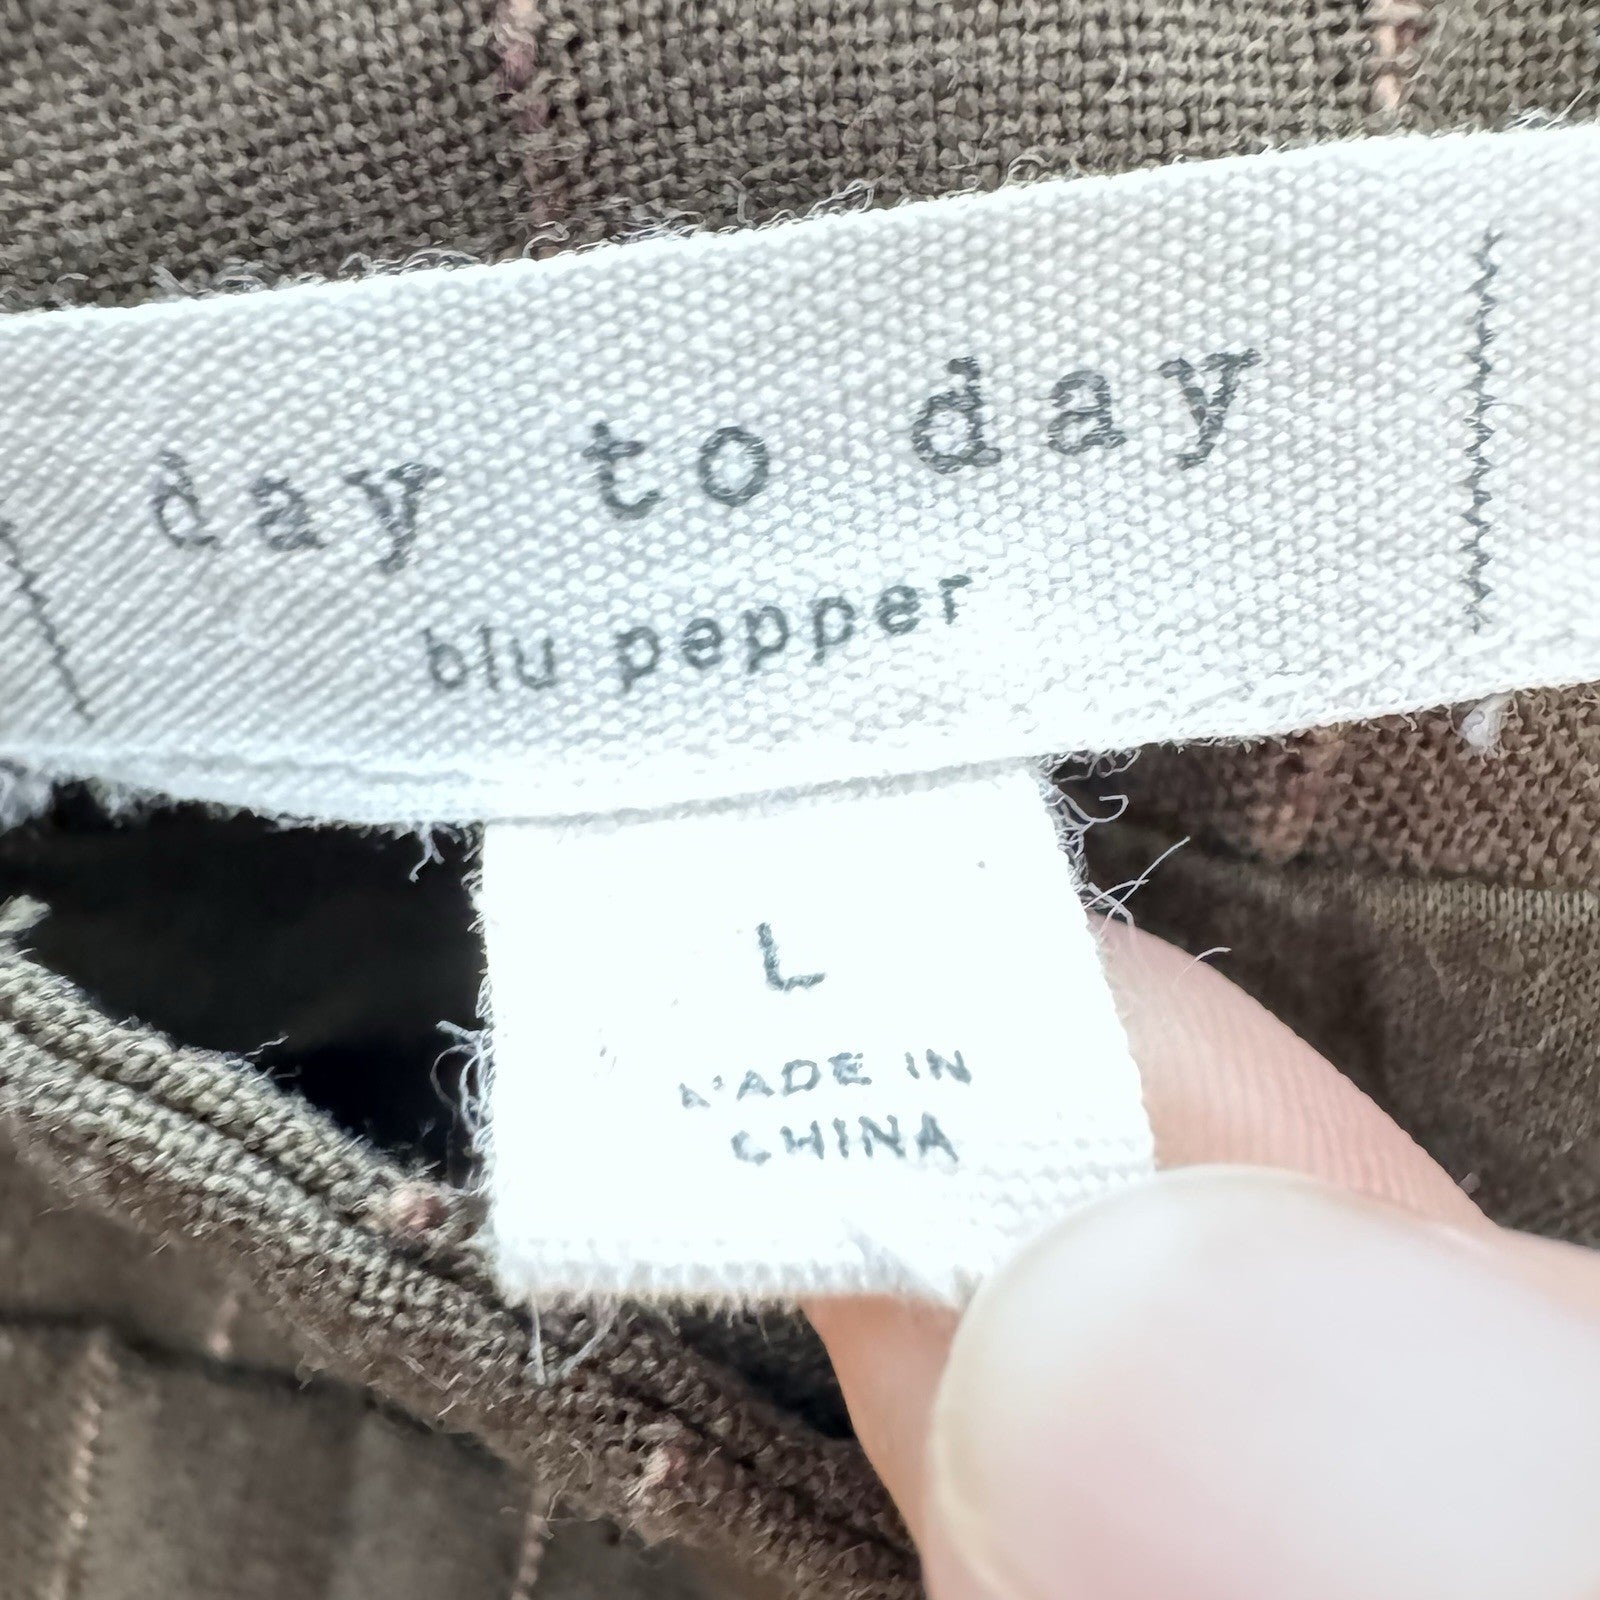 day to day
blu pepper
L
MADE IN
CHINA